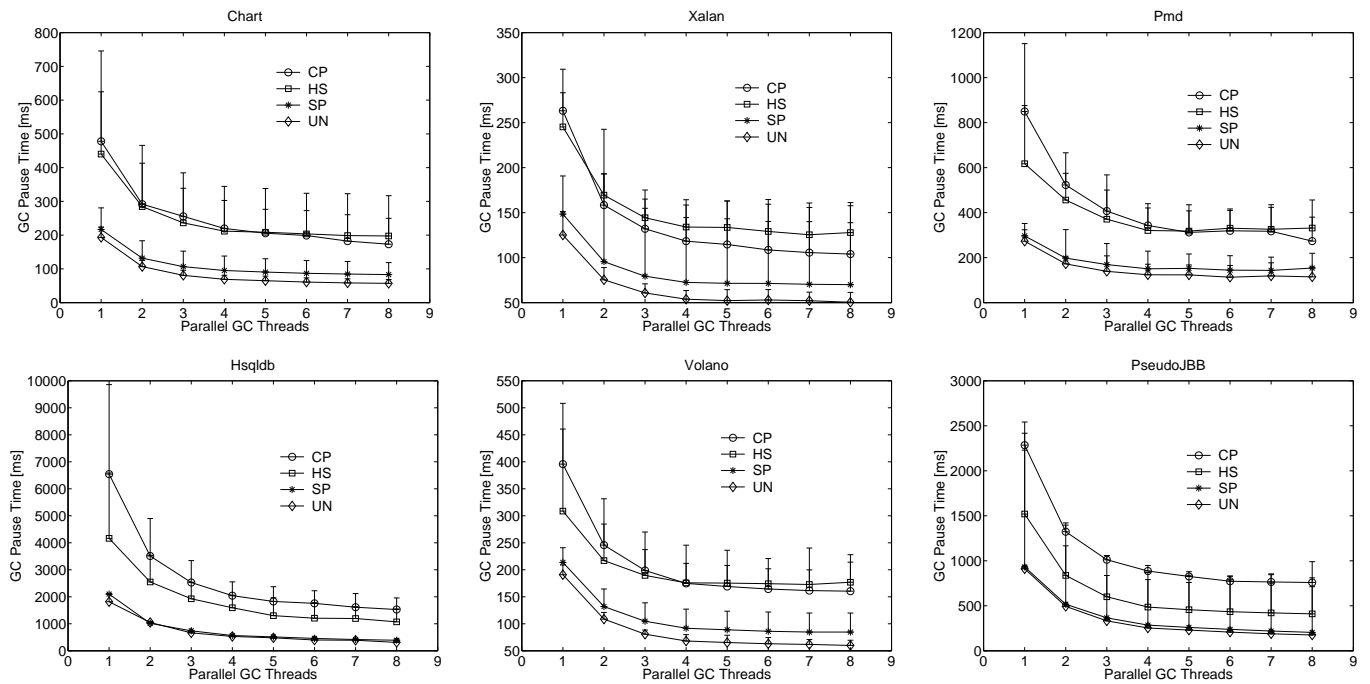 Chart
800
700
600
500
400
300
200
100
0
GC Pause Time [ms]
CP
HS
SP
UN
0 1 2 3 4 5 6 7 8 9
Parallel GC Threads
Xalan
350
300
250
200
150
100
50
GC Pause Time [ms]
CP
HS
SP
UN
0 1 2 3 4 5 6 7 8 9
Parallel GC Threads
Pmd
1200
1000
800
600
400
200
0
GC Pause Time [ms]
CP
HS
SP
UN
0 1 2 3 4 5 6 7 8 9
Parallel GC Threads
Hsqldb
10000
9000
8000
7000
6000
5000
4000
3000
2000
1000
0
GC Pause Time [ms]
CP
HS
SP
UN
0 1 2 3 4 5 6 7 8 9
Parallel GC Threads
Volano
550
500
450
400
350
300
250
200
150
100
50
GC Pause Time [ms]
CP
HS
SP
UN
0 1 2 3 4 5 6 7 8 9
Parallel GC Threads
PseudoJBB
3000
2500
2000
1500
1000
500
0
GC Pause Time [ms]
CP
HS
SP
UN
0 1 2 3 4 5 6 7 8 9
Parallel GC Threads